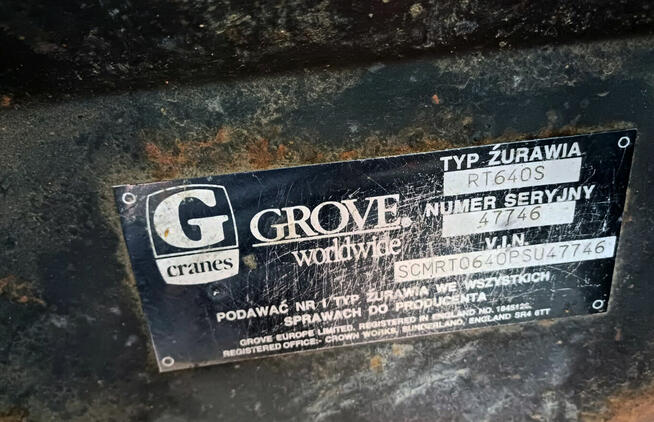 G
cranes
GROVE.
worldwide
TYP ŻURAWIA
RT640S
NUMER SERYJNY
47746
V.I.N.
SCMRT0640PSU47746
PODAWAĆ NR I TYP ŻURAWIA WE WSZYSTKICH
SPRAWACH DO PRODUCENTA
GROVE EUROPE LIMITED. REGISTERED IN ENGLAND NO.
REGISTERED OFFICE:- CROWN WORKS, SUNDERLAND, ENGLAND SR4 6TT